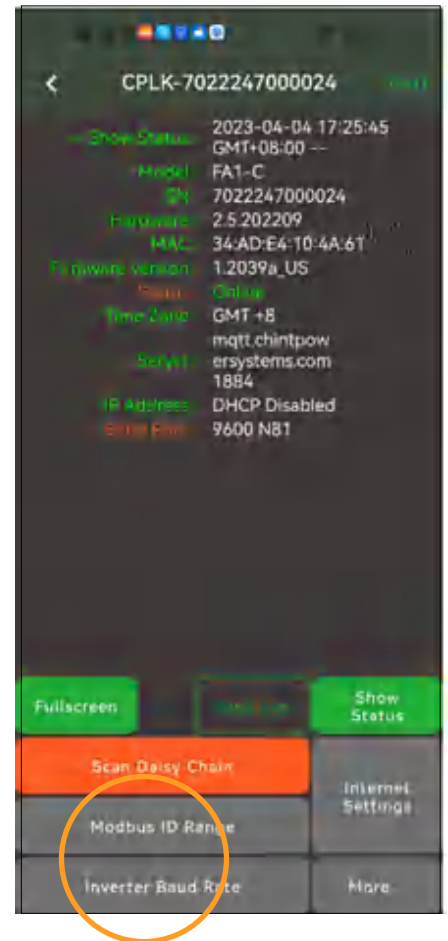 CPLK-7022247000024
Show Status 2023-04-04 17:25:45
GMT+08:00 --
Model FA1-C
SN 7022247000024
Hardware 2.5.202209
MAC 34:AD:E4:10:4A:61
Firmware Version 1.2039a_US
Online
Time Zone GMT +8
mqtt.chintpow
Server ersystems.com
1884
IP Address DHCP Disabled
Serial Port 9600 N81
Fullscreen
Show
Status
Scan Daisy Chain
Internet
Settings
Modbus ID Range
Inverter Baud Rate
More